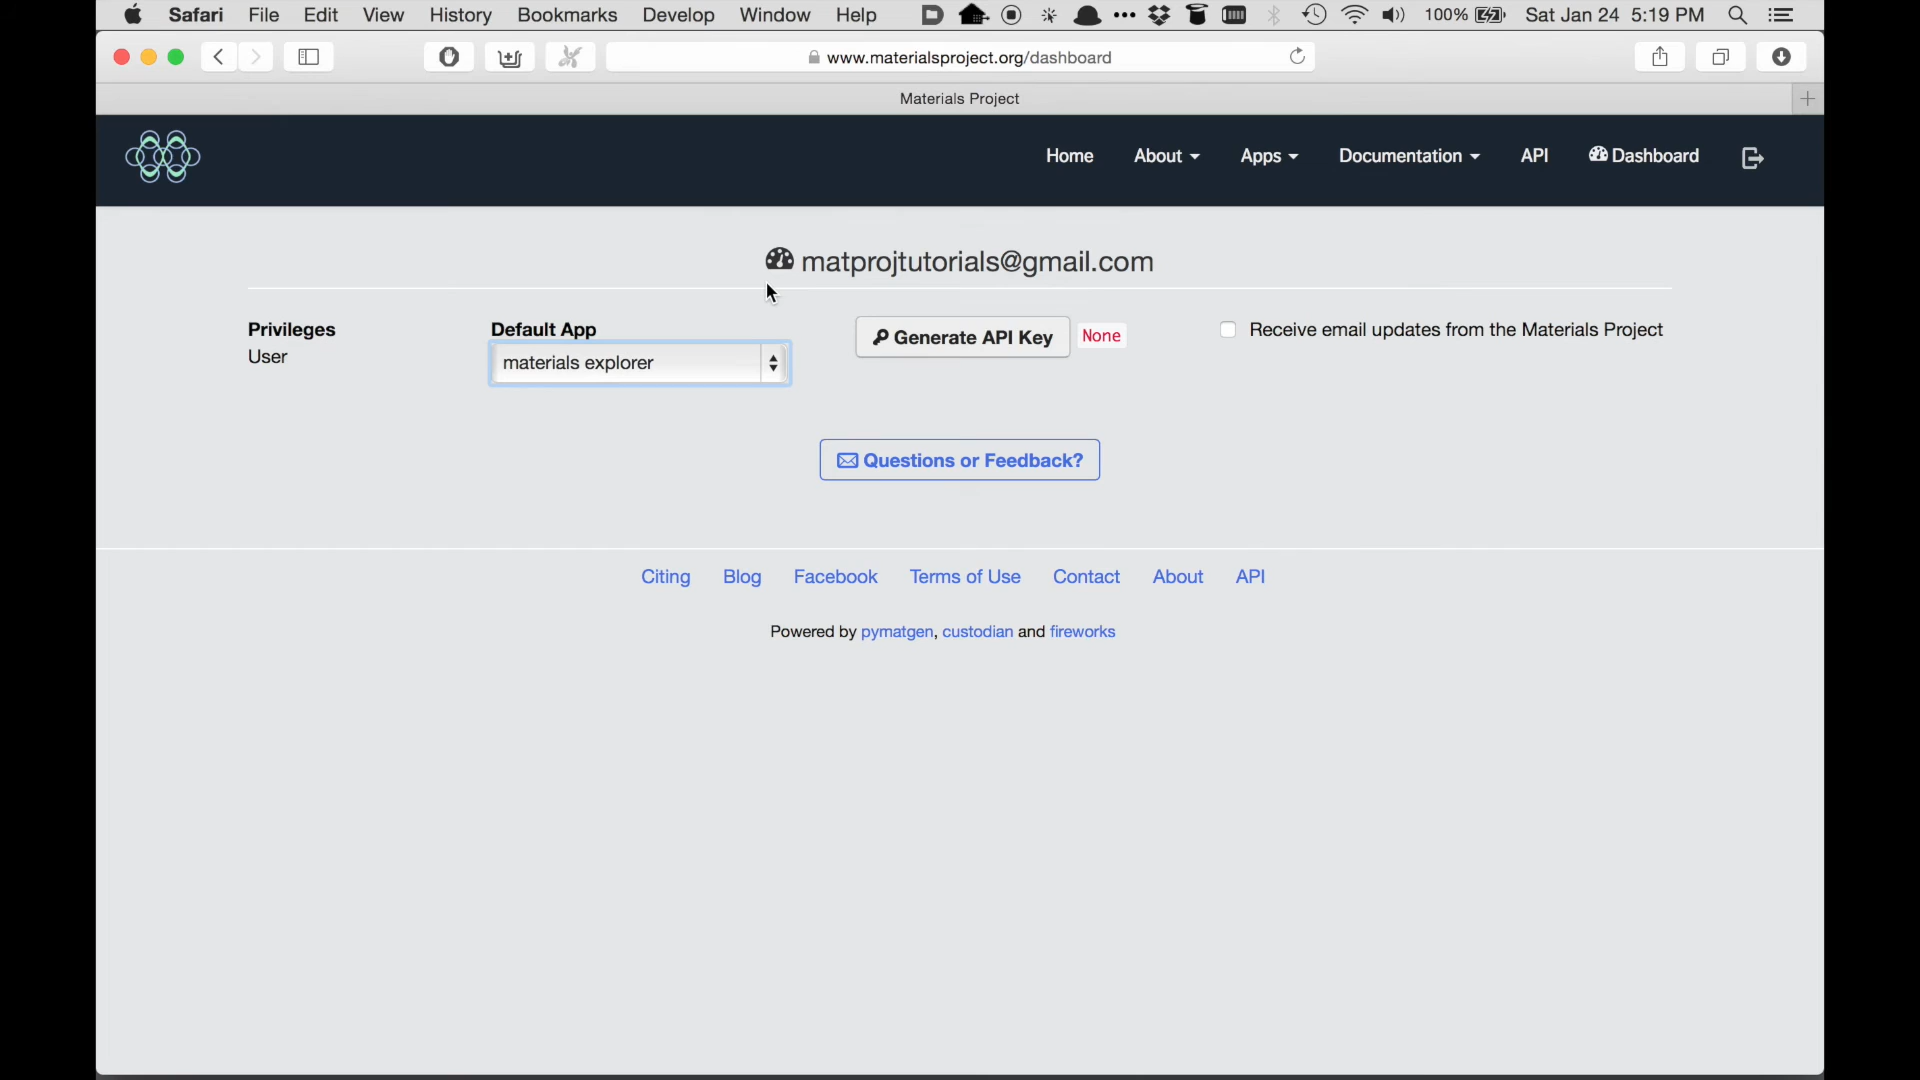 Safari File Edit View History Bookmarks Develop Window Help 100% Sat Jan 24 5:19 PM
www.materialsproject.org/dashboard
Materials Project
Home About Apps Documentation API Dashboard
matprojtutorials@gmail.com
Privileges
User
Default App
materials explorer
Generate API Key None
Receive email updates from the Materials Project
Questions or Feedback?
Citing Blog Facebook Terms of Use Contact About API
Powered by pymatgen, custodian and fireworks